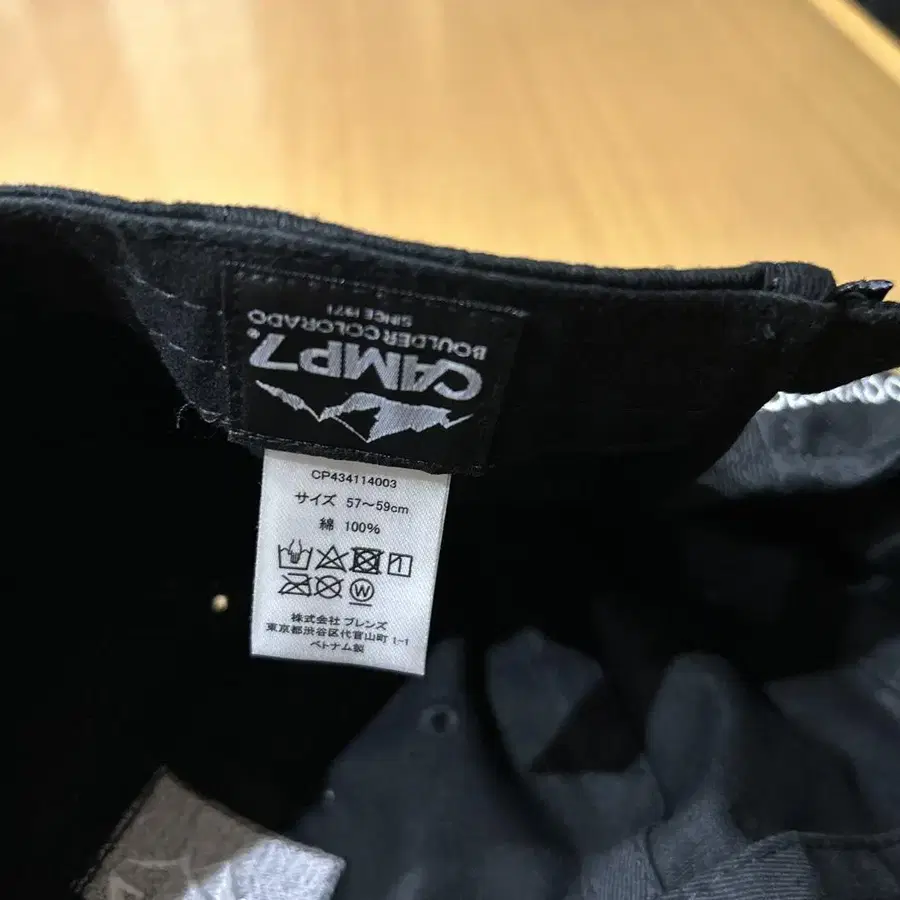 CAMP7®
BOULDER COLORADO
SINCE 1971
CP434114003
サイズ 57～59cm
綿 100%
W
株式会社 ブレンズ
東京都渋谷区代官山町 1-1
ベトナム製